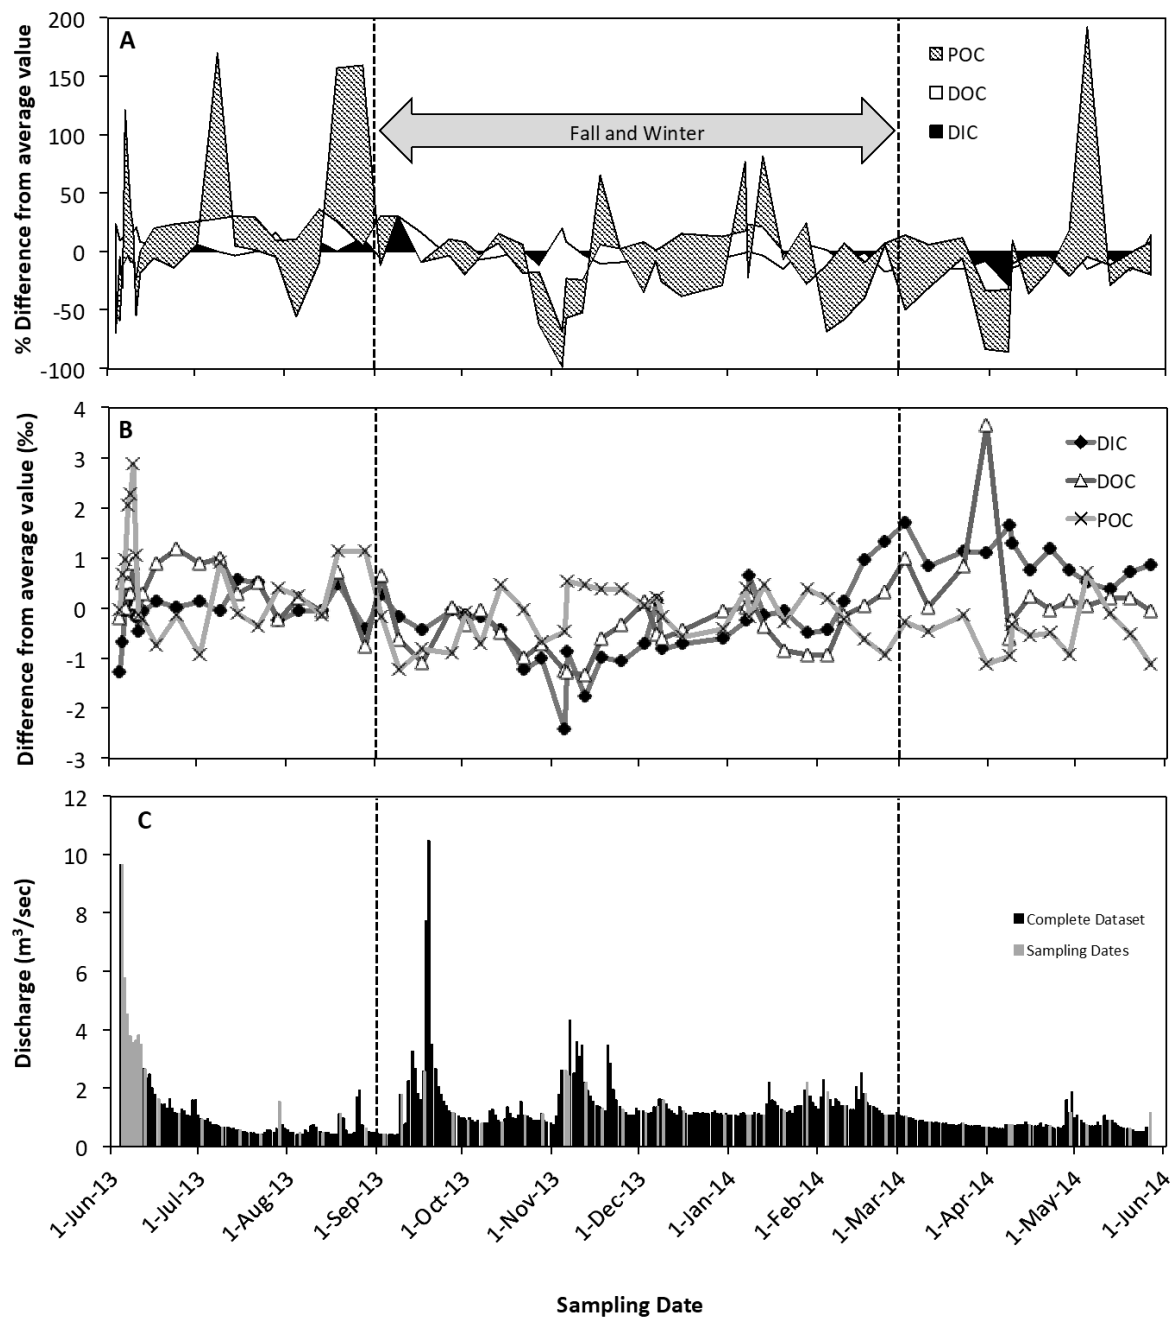 A
% Difference from average value
200
150
100
50
0
-50
-100
Fall and Winter
POC
DOC
DIC
B
Difference from average value (‰)
4
3
2
1
0
-1
-2
-3
DIC
DOC
POC
C
Discharge (m³/sec)
12
10
8
6
4
2
0
Complete Dataset
Sampling Dates
1-Jun-13
1-Jul-13
1-Aug-13
1-Sep-13
1-Oct-13
1-Nov-13
1-Dec-13
1-Jan-14
1-Feb-14
1-Mar-14
1-Apr-14
1-May-14
1-Jun-14
Sampling Date